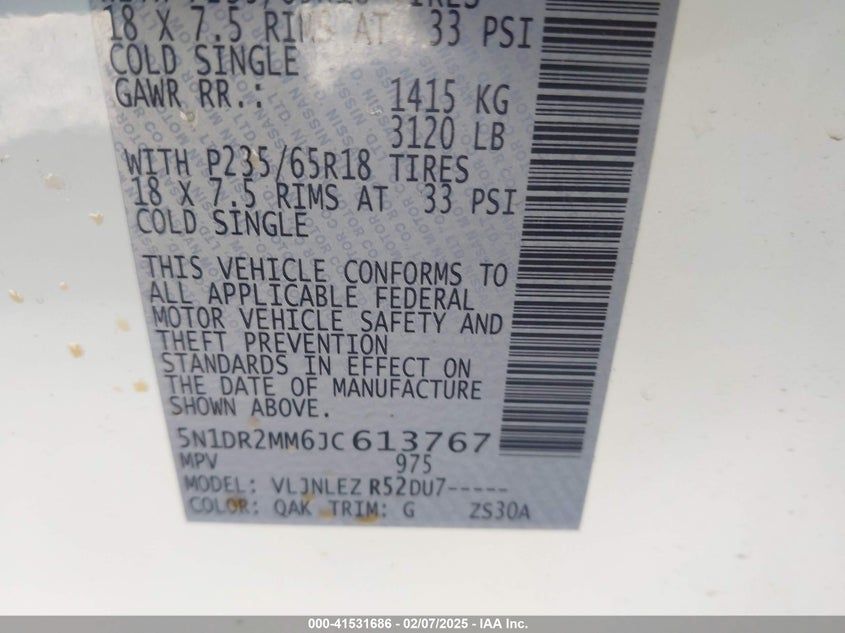 18 X 7.5 RIMS AT 33 PSI
COLD SINGLE
GAWR RR.: 1415 KG
3120 LB
WITH P235/65R18 TIRES
18 X 7.5 RIMS AT 33 PSI
COLD SINGLE
THIS VEHICLE CONFORMS TO
ALL APPLICABLE FEDERAL
MOTOR VEHICLE SAFETY AND
THEFT PREVENTION
STANDARDS IN EFFECT ON
THE DATE OF MANUFACTURE
SHOWN ABOVE.
5N1DR2MM6JC613767
MPV 975
MODEL: VLJNLEZ R52DU7-----
COLOR: QAK TRIM: G ZS30A
000-41531686 — 02/07/2025 — IAA Inc.